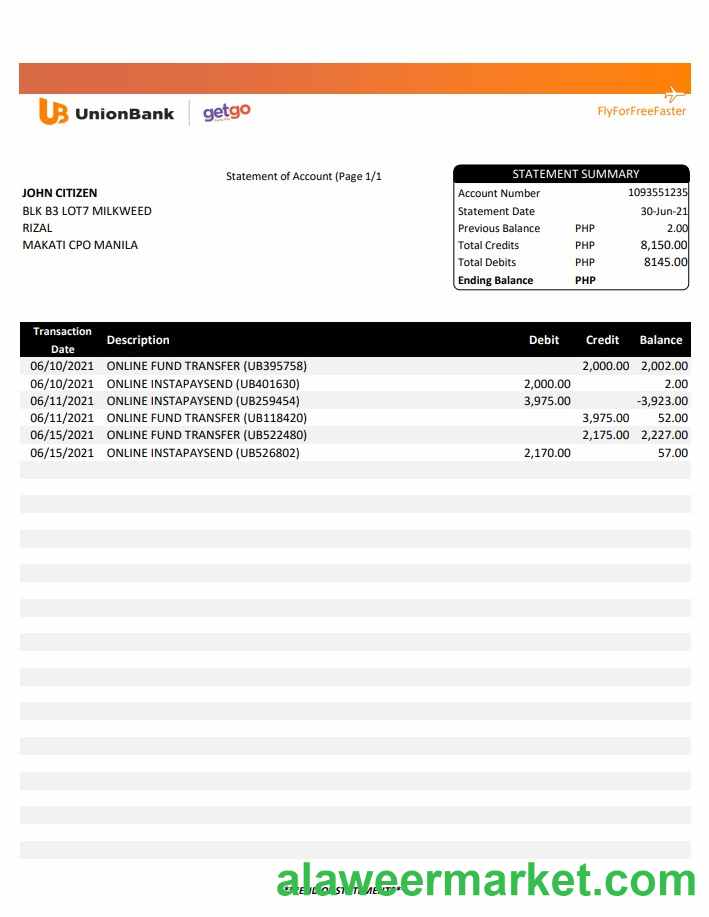 UB UnionBank getgo
FlyForFreeFaster
Statement of Account (Page 1/1
JOHN CITIZEN
BLK B3 LOT7 MILKWEED
RIZAL
MAKATI CPO MANILA
STATEMENT SUMMARY
Account Number 1093551235
Statement Date 30-Jun-21
Previous Balance PHP 2.00
Total Credits PHP 8,150.00
Total Debits PHP 8145.00
Ending Balance PHP
Transaction Date Description Debit Credit Balance
06/10/2021 ONLINE FUND TRANSFER (UB395758) 2,000.00 2,002.00
06/10/2021 ONLINE INSTAPAYSEND (UB401630) 2,000.00 2.00
06/11/2021 ONLINE INSTAPAYSEND (UB259454) 3,975.00 -3,923.00
06/11/2021 ONLINE FUND TRANSFER (UB118420) 3,975.00 52.00
06/15/2021 ONLINE FUND TRANSFER (UB522480) 2,175.00 2,227.00
06/15/2021 ONLINE INSTAPAYSEND (UB526802) 2,170.00 57.00
alaweermarket.com